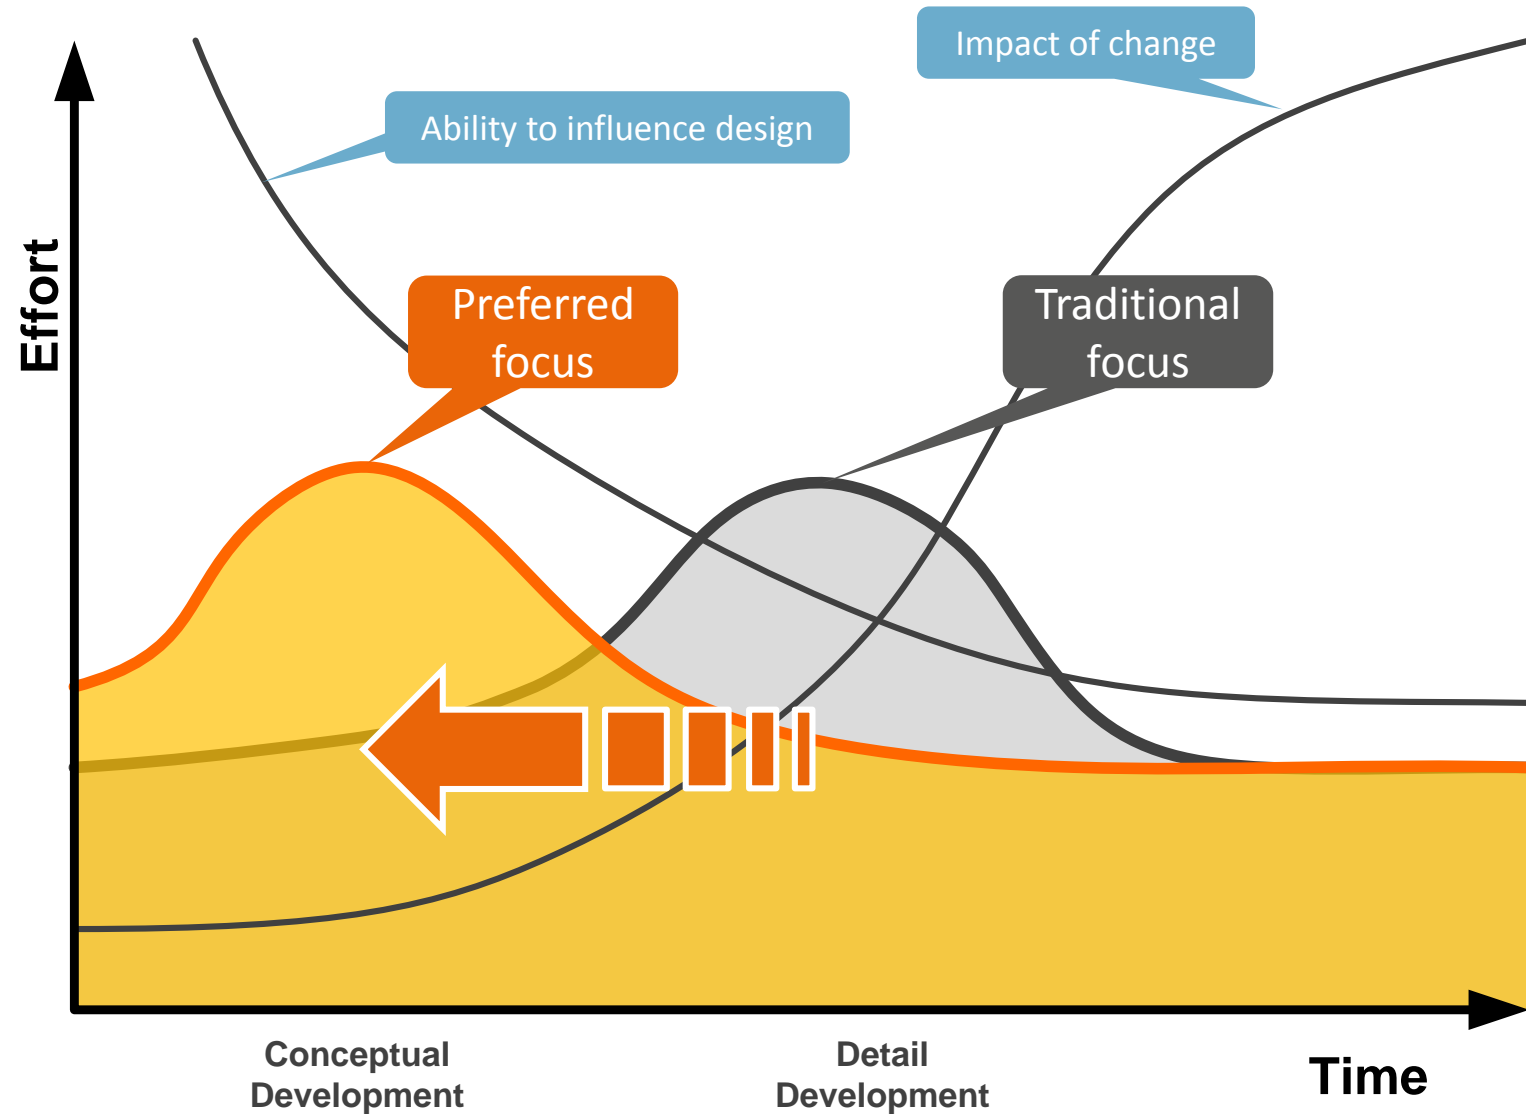 Impact of change
Ability to influence design
Effort
Preferred
focus
Traditional
focus
Conceptual
Development
Detail
Development
Time